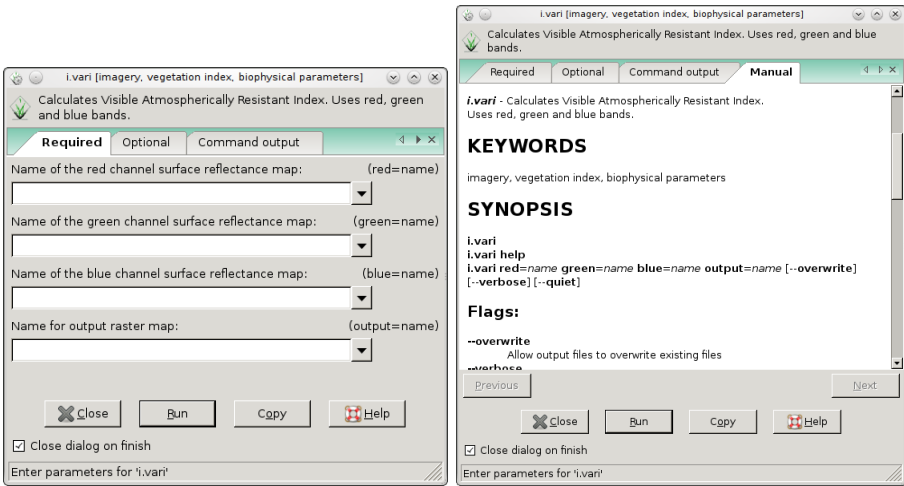 i.vari [imagery, vegetation index, biophysical parameters]
Calculates Visible Atmospherically Resistant Index. Uses red, green
and blue bands.
Required Optional Command output
Name of the red channel surface reflectance map: (red=name)
Name of the green channel surface reflectance map: (green=name)
Name of the blue channel surface reflectance map: (blue=name)
Name for output raster map: (output=name)
Close Run Copy Help
Close dialog on finish
Enter parameters for 'i.vari'
i.vari [imagery, vegetation index, biophysical parameters]
Calculates Visible Atmospherically Resistant Index. Uses red, green and blue
bands.
Required Optional Command output Manual
i.vari - Calculates Visible Atmospherically Resistant Index.
Uses red, green and blue bands.
KEYWORDS
imagery, vegetation index, biophysical parameters
SYNOPSIS
i.vari
i.vari help
i.vari red=name green=name blue=name output=name [--overwrite]
[--verbose] [--quiet]
Flags:
--overwrite
Allow output files to overwrite existing files
--verbose
Previous Next
Close Run Copy Help
Close dialog on finish
Enter parameters for 'i.vari'